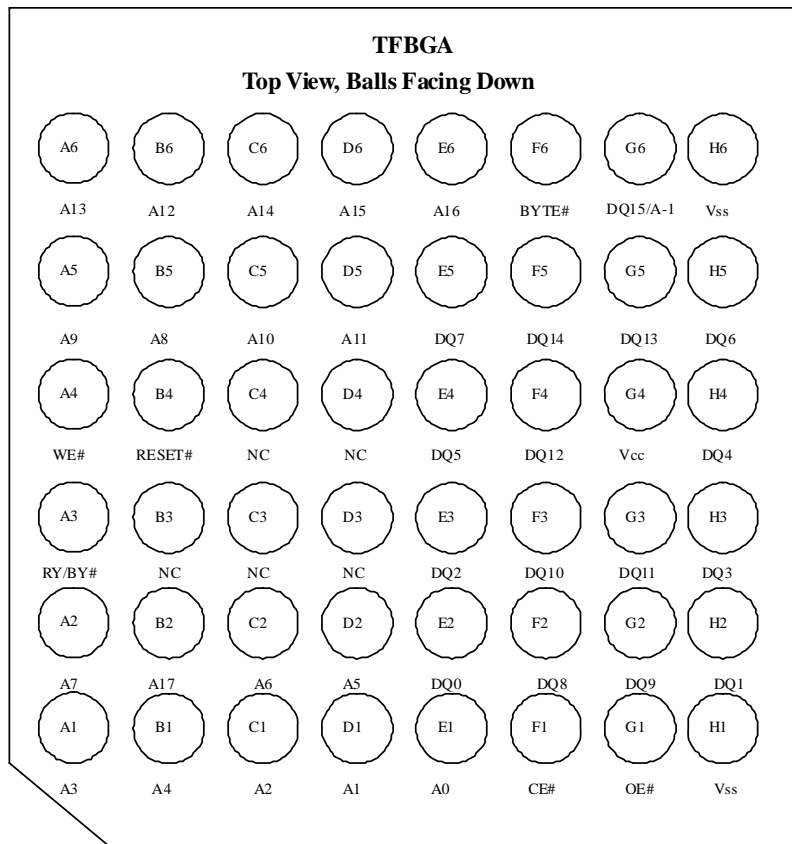 TFBGA
Top View, Balls Facing Down
A6 B6 C6 D6 E6 F6 G6 H6
A13 A12 A14 A15 A16 BYTE# DQ15/A-1 Vss
A5 B5 C5 D5 E5 F5 G5 H5
A9 A8 A10 A11 DQ7 DQ14 DQ13 DQ6
A4 B4 C4 D4 E4 F4 G4 H4
WE# RESET# NC NC DQ5 DQ12 Vcc DQ4
A3 B3 C3 D3 E3 F3 G3 H3
RY/BY# NC NC NC DQ2 DQ10 DQ11 DQ3
A2 B2 C2 D2 E2 F2 G2 H2
A7 A17 A6 A5 DQ0 DQ8 DQ9 DQ1
A1 B1 C1 D1 E1 F1 G1 H1
A3 A4 A2 A1 A0 CE# OE# Vss